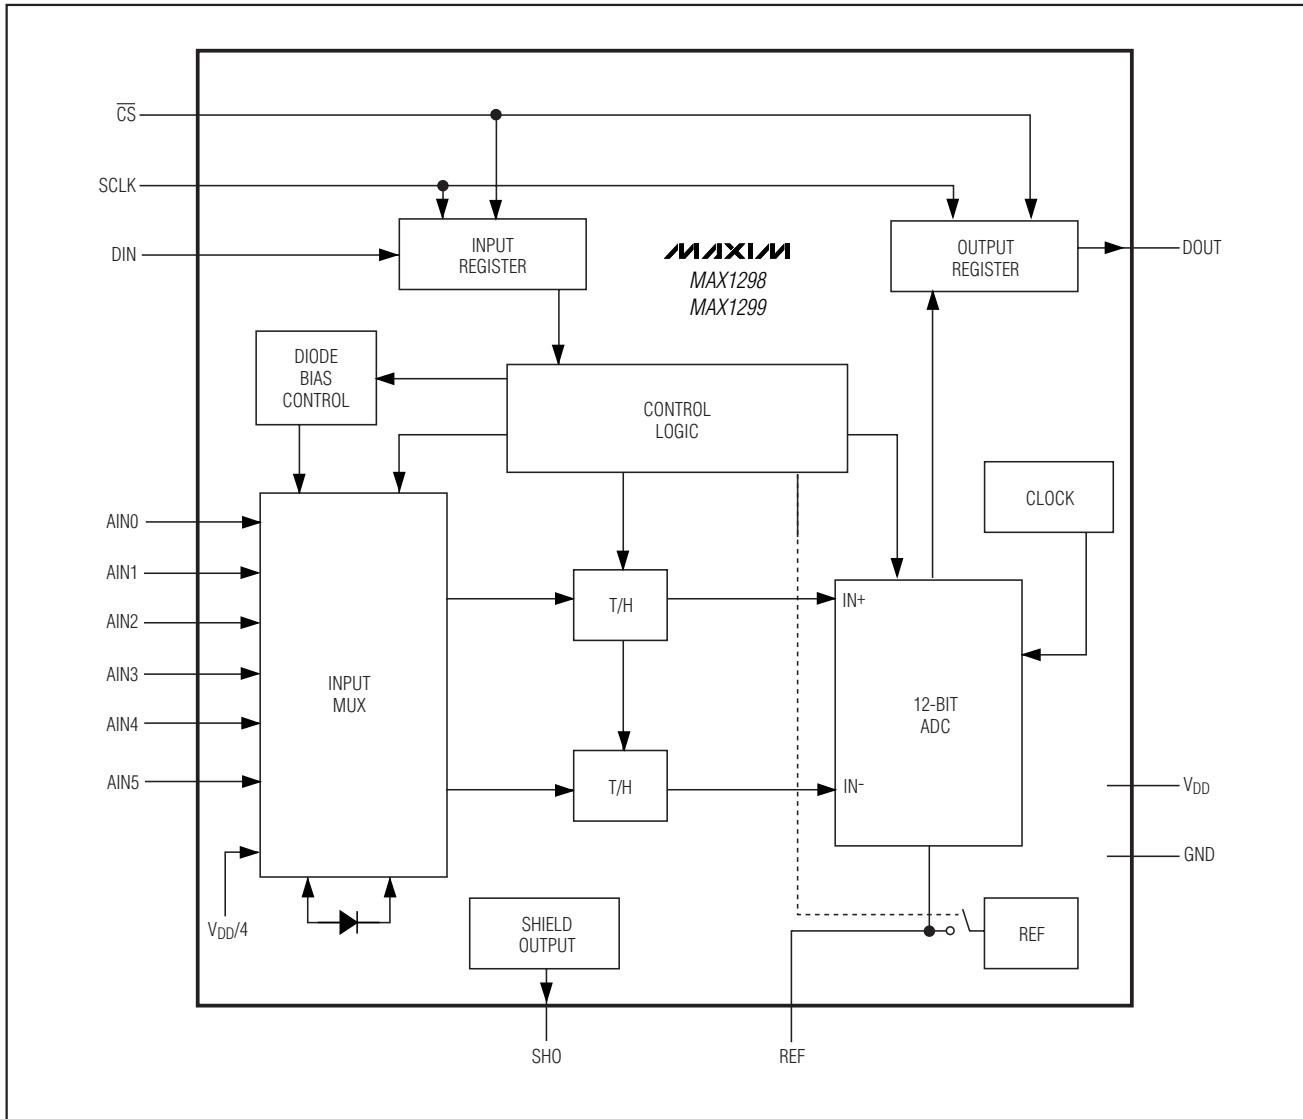 CS
SCLK
DIN
INPUT
REGISTER
MAXIM
MAX1298
MAX1299
OUTPUT
REGISTER
DOUT
DIODE
BIAS
CONTROL
CONTROL
LOGIC
CLOCK
AIN0
AIN1
AIN2
AIN3
AIN4
AIN5
INPUT
MUX
T/H
T/H
IN+
12-BIT
ADC
IN-
VDD
GND
VDD/4
SHIELD
OUTPUT
REF
SHO
REF